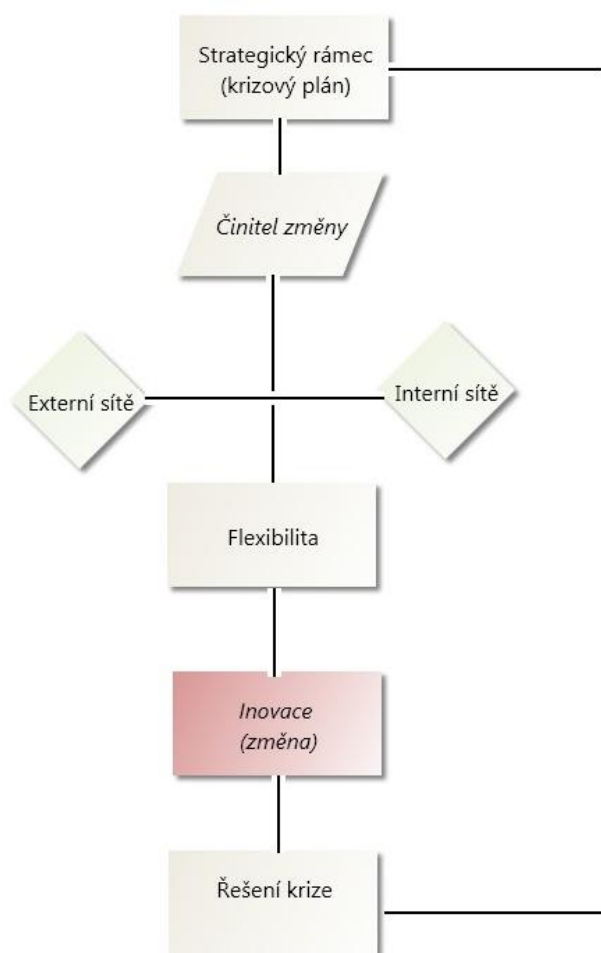 Strategický rámec
(krizový plán)
Činitel změny
Externí sítě
Interní sítě
Flexibilita
Inovace
(změna)
Řešení krize